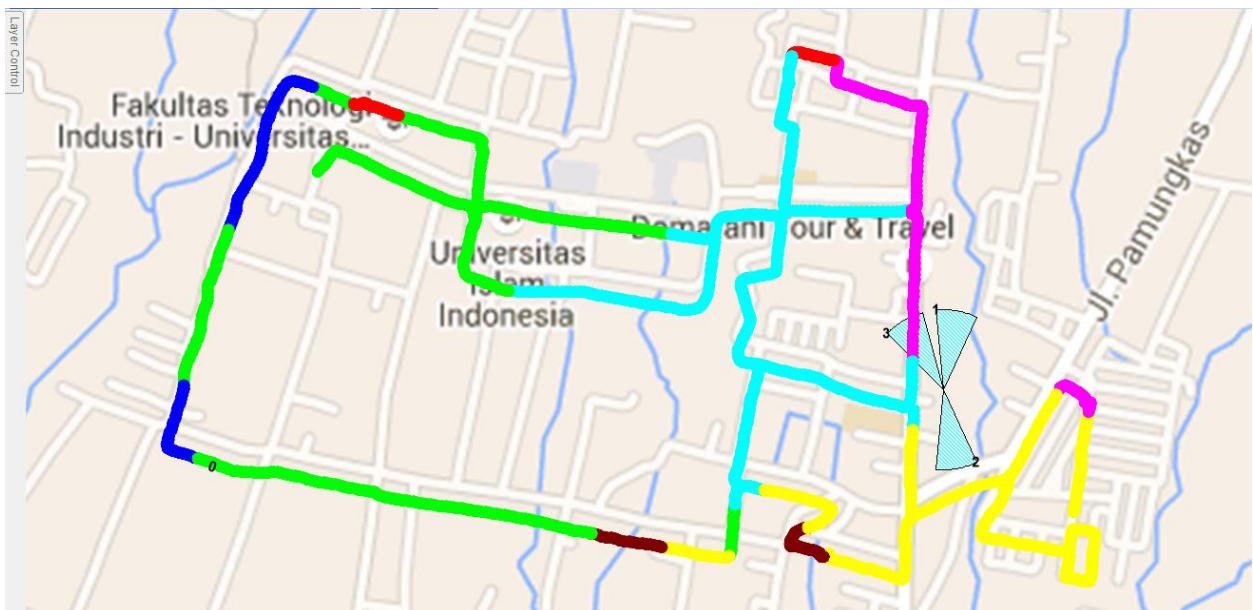 Layer Control
Fakultas Teknologi
Industri - Universitas...
Universitas
Islam
Indonesia
Tour & Travel
Jl. Pamungkas
1
3
2
0